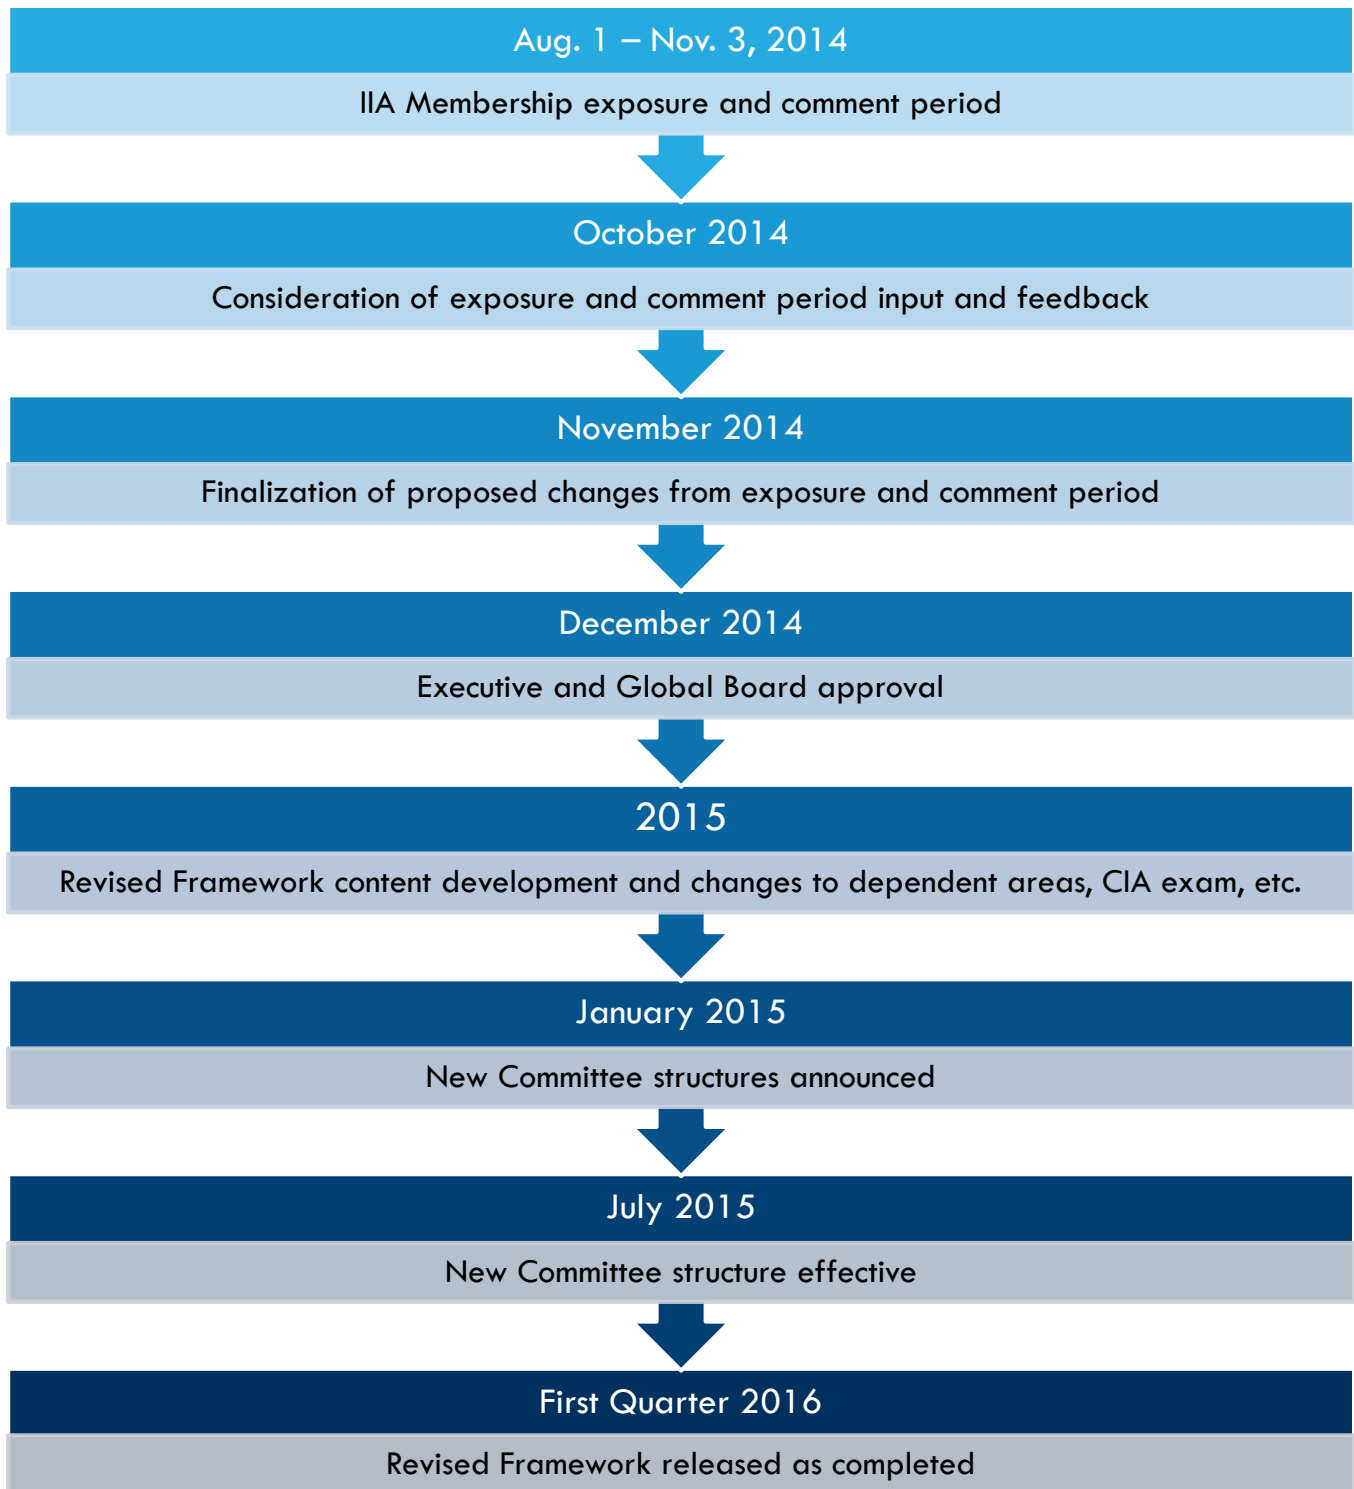 Aug. 1 – Nov. 3, 2014
IIA Membership exposure and comment period
October 2014
Consideration of exposure and comment period input and feedback
November 2014
Finalization of proposed changes from exposure and comment period
December 2014
Executive and Global Board approval
2015
Revised Framework content development and changes to dependent areas, CIA exam, etc.
January 2015
New Committee structures announced
July 2015
New Committee structure effective
First Quarter 2016
Revised Framework released as completed